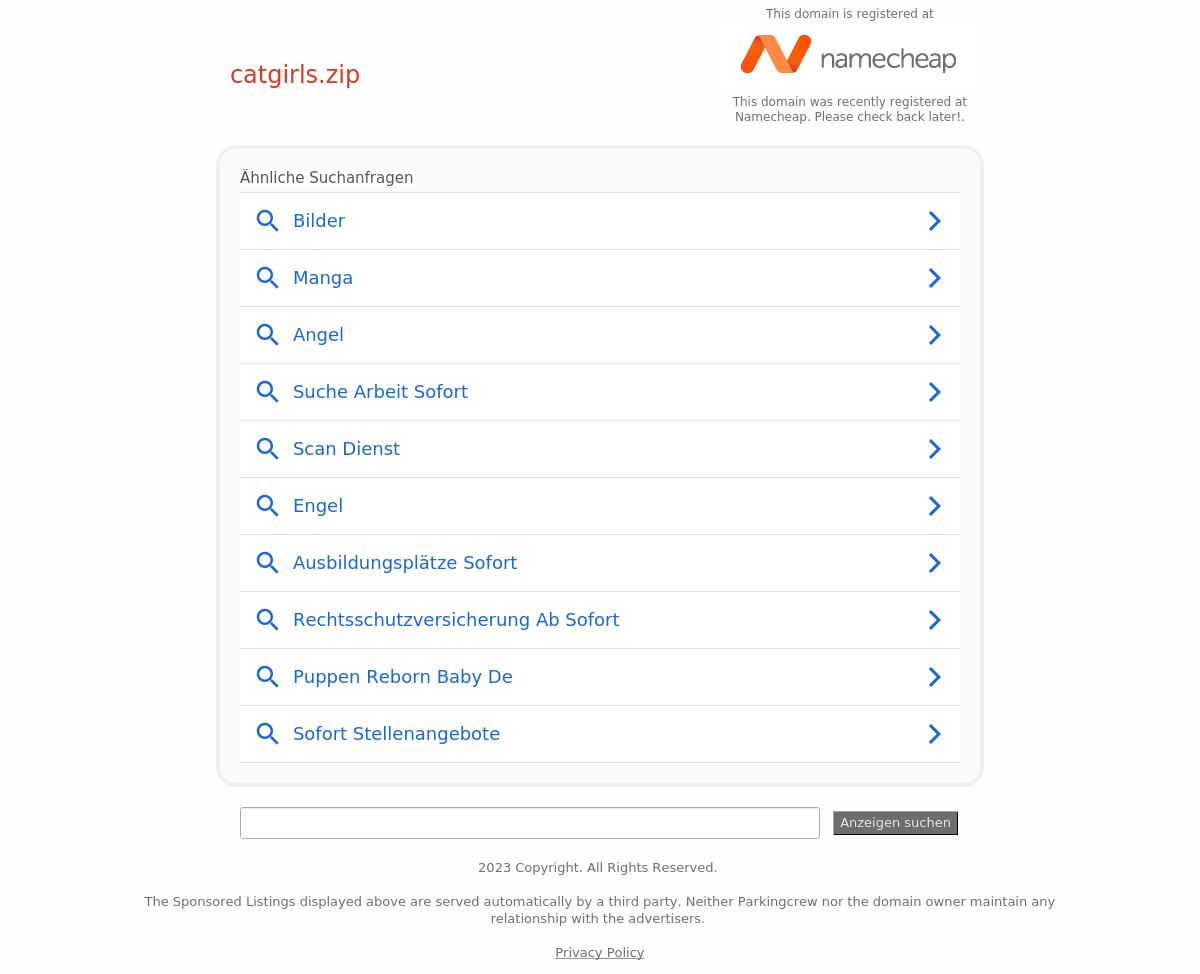 This domain is registered at
namecheap
catgirls.zip
This domain was recently registered at
Namecheap. Please check back later!.
Ähnliche Suchanfragen
Bilder
Manga
Angel
Suche Arbeit Sofort
Scan Dienst
Engel
Ausbildungsplätze Sofort
Rechtsschutzversicherung Ab Sofort
Puppen Reborn Baby De
Sofort Stellenangebote
Anzeigen suchen
2023 Copyright. All Rights Reserved.
The Sponsored Listings displayed above are served automatically by a third party. Neither Parkingcrew nor the domain owner maintain any
relationship with the advertisers.
Privacy Policy